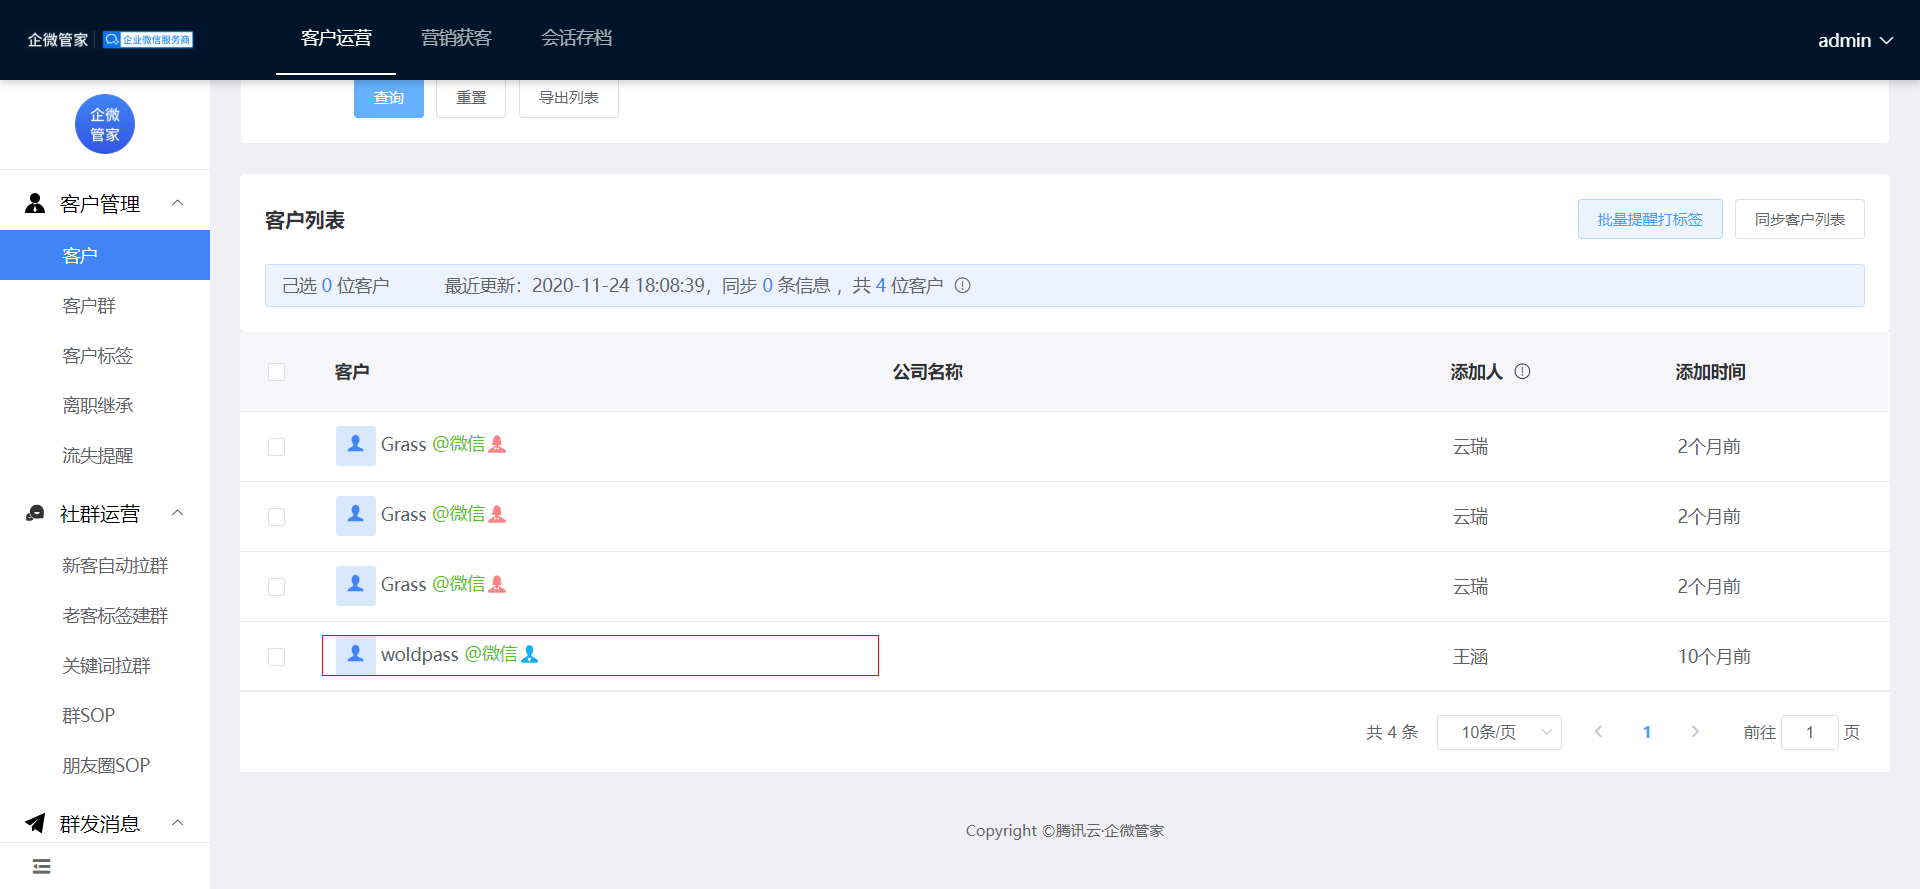 企微管家 企业微信服务商 客户运营 营销获客 会话存档 admin
企微
管家
客户管理
客户
客户群
客户标签
离职继承
流失提醒
社群运营
新客自动拉群
老客标签建群
关键词拉群
群SOP
朋友圈SOP
群发消息
查询 重置 导出列表
客户列表 批量提醒打标签 同步客户列表
己选 0 位客户 最近更新：2020-11-24 18:08:39，同步 0 条信息 ，共 4 位客户
客户 公司名称 添加人 添加时间
Grass @微信 云瑞 2个月前
Grass @微信 云瑞 2个月前
Grass @微信 云瑞 2个月前
woldpass @微信 王涵 10个月前
共 4 条 10条/页 1 前往 1 页
Copyright ©腾讯云·企微管家